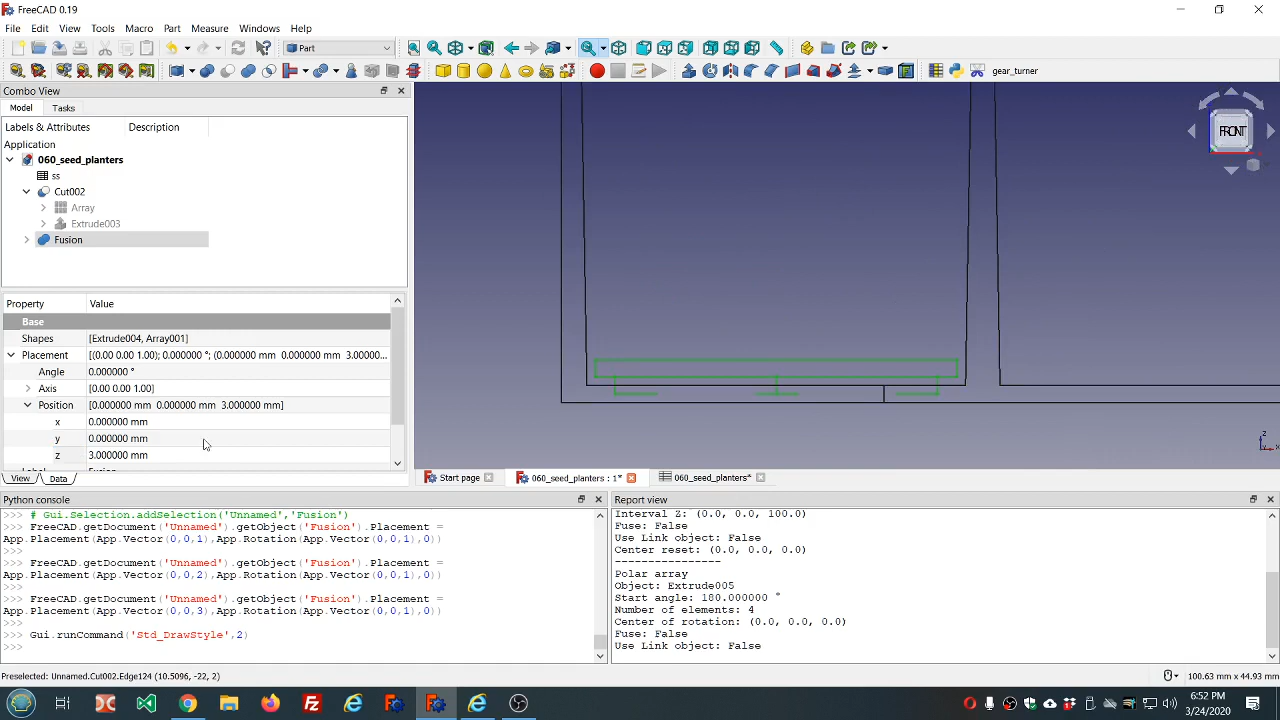 FreeCAD 0.19
File Edit View Tools Macro Part Measure Windows Help
Part
gear_turner
Combo View
Model Tasks
Labels & Attributes Description
Application
060_seed_planters
ss
Cut002
Array
Extrude003
Fusion
FRONT
Property Value
Base
Shapes [Extrude004, Array001]
Placement [(0.00 0.00 1.00); 0.000000 °; (0.000000 mm 0.000000 mm 3.00000...
Angle 0.000000 °
Axis [0.00 0.00 1.00]
Position [0.000000 mm 0.000000 mm 3.000000 mm]
x 0.000000 mm
y 0.000000 mm
z 3.000000 mm
View Data
Start page 060_seed_planters : 1* 060_seed_planters*
Python console
>>> # Gui.Selection.addSelection('Unnamed','Fusion')
>>> FreeCAD.getDocument('Unnamed').getObject('Fusion').Placement =
App.Placement(App.Vector(0,0,1),App.Rotation(App.Vector(0,0,1),0))
>>>
>>> FreeCAD.getDocument('Unnamed').getObject('Fusion').Placement =
App.Placement(App.Vector(0,0,2),App.Rotation(App.Vector(0,0,1),0))
>>>
>>> FreeCAD.getDocument('Unnamed').getObject('Fusion').Placement =
App.Placement(App.Vector(0,0,3),App.Rotation(App.Vector(0,0,1),0))
>>>
>>> Gui.runCommand('Std_DrawStyle',2)
>>>
Report view
Interval Z: (0.0, 0.0, 100.0)
Fuse: False
Use Link object: False
Center reset: (0.0, 0.0, 0.0)
----------------
Polar array
Object: Extrude005
Start angle: 180.000000 °
Number of elements: 4
Center of rotation: (0.0, 0.0, 0.0)
Fuse: False
Use Link object: False
Preselected: Unnamed.Cut002.Edge124 (10.5096, -22, 2)
100.63 mm x 44.93 mm
6:52 PM
3/24/2020